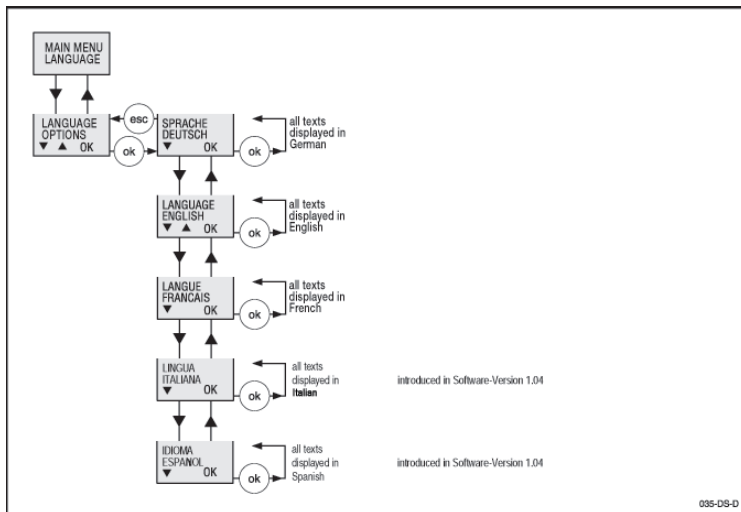 MAIN MENU
LANGUAGE
LANGUAGE
OPTIONS
▼ ▲ OK
esc
ok
SPRACHE
DEUTSCH
▼ OK
ok
all texts
displayed in
German
LANGUAGE
ENGLISH
▼ ▲ OK
ok
all texts
displayed in
English
LANGUE
FRANCAIS
▼ OK
ok
all texts
displayed in
French
LINGUA
ITALIANA
▼ OK
ok
all texts
displayed in
Italian
introduced in Software-Version 1.04
IDIOMA
ESPANOL
▼ OK
ok
all texts
displayed in
Spanish
introduced in Software-Version 1.04
035-DS-D